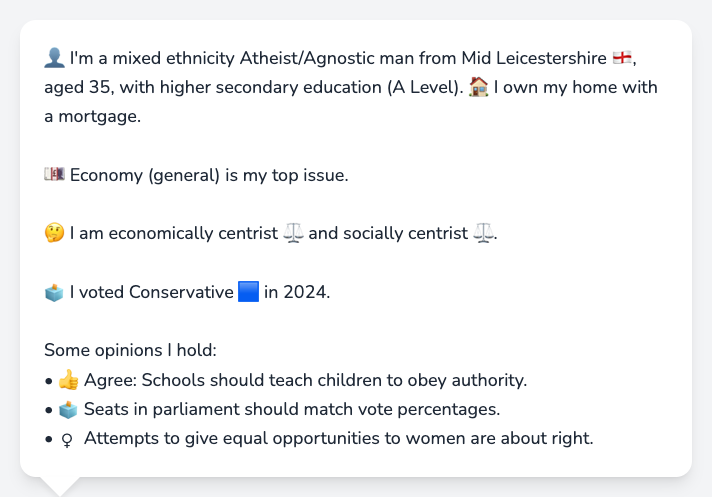 👤 I'm a mixed ethnicity Atheist/Agnostic man from Mid Leicestershire 🏴󠁧󠁢󠁥󠁮󠁧󠁿,
aged 35, with higher secondary education (A Level). 🏠 I own my home with
a mortgage.
💷 Economy (general) is my top issue.
🤔 I am economically centrist ⚖️ and socially centrist ⚖️.
🗳️ I voted Conservative 🟦 in 2024.
Some opinions I hold:
• 👍 Agree: Schools should teach children to obey authority.
• 🗳️ Seats in parliament should match vote percentages.
• ♀ Attempts to give equal opportunities to women are about right.